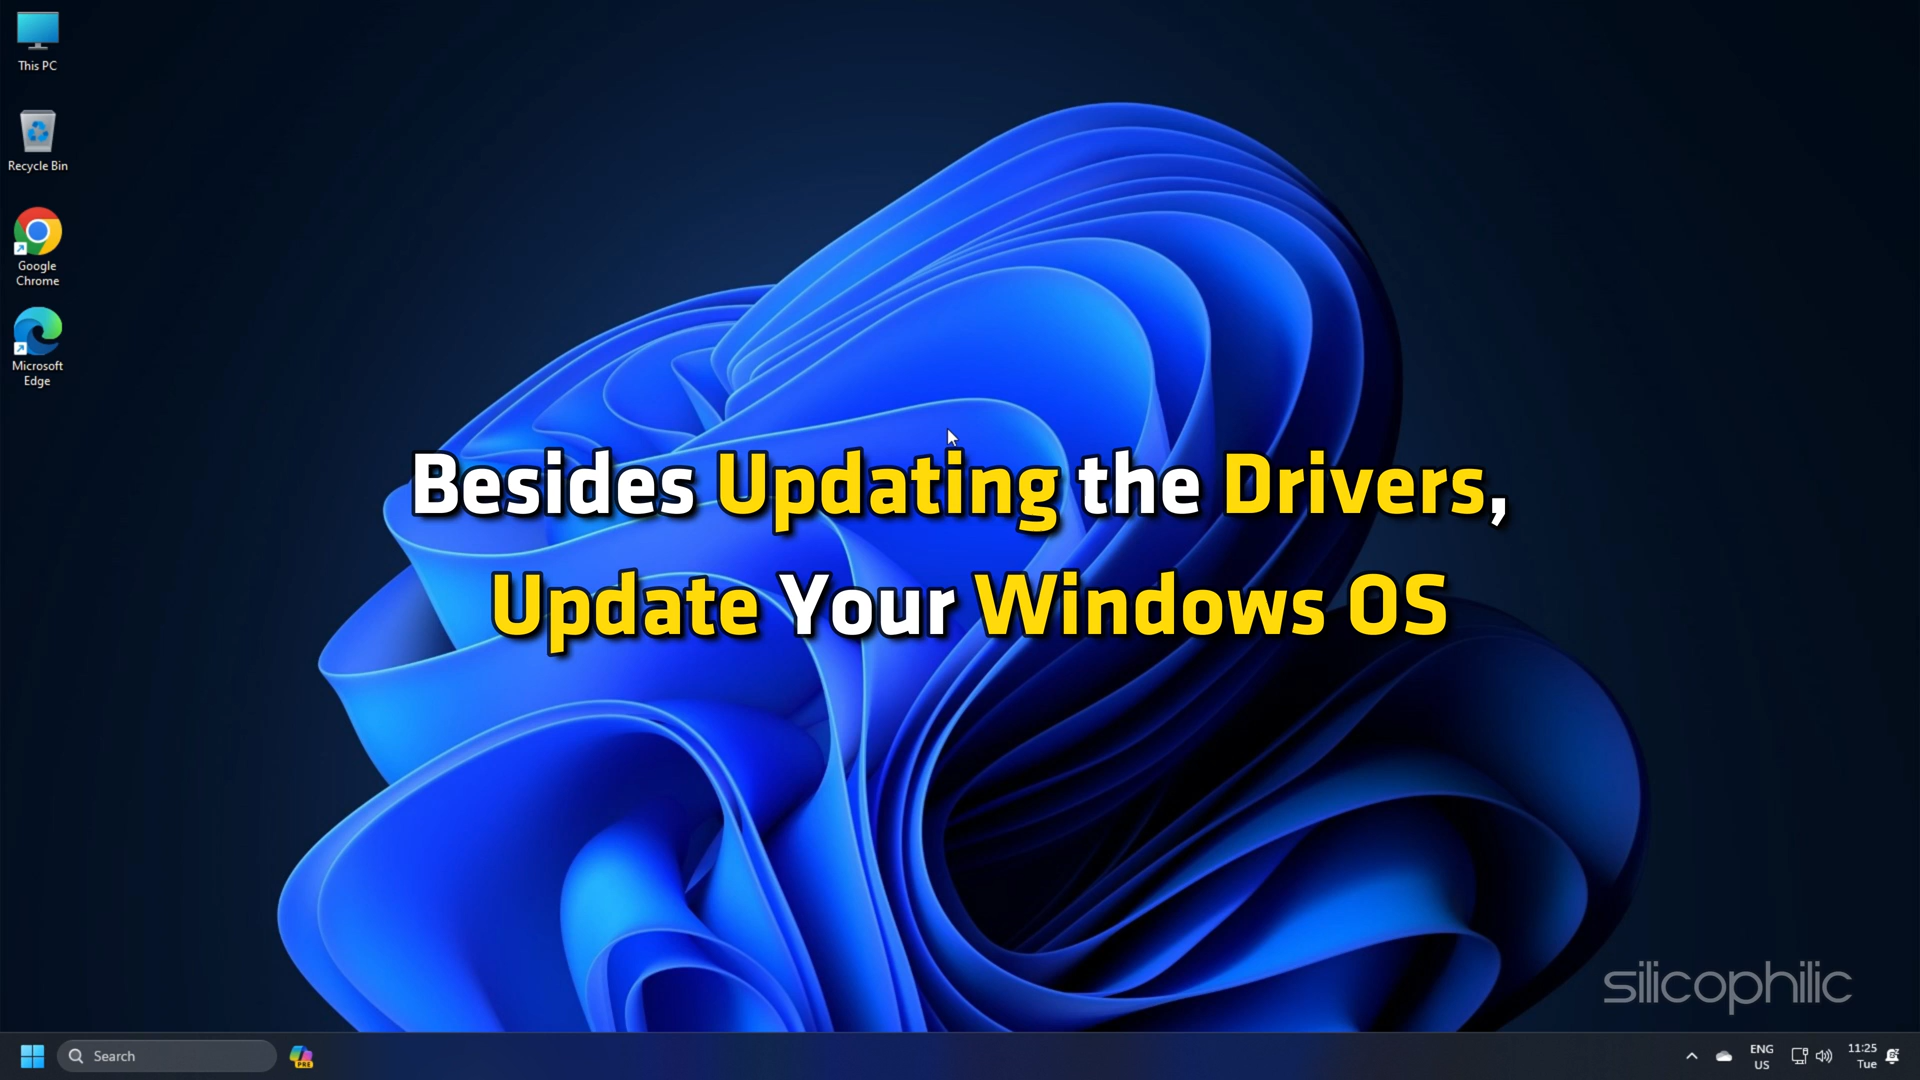 This PC
Recycle Bin
Google
Chrome
Microsoft
Edge
Besides Updating the Drivers,
Update Your Windows OS
silicophilic
Search
PRE
ENG
US
11:25
Tue